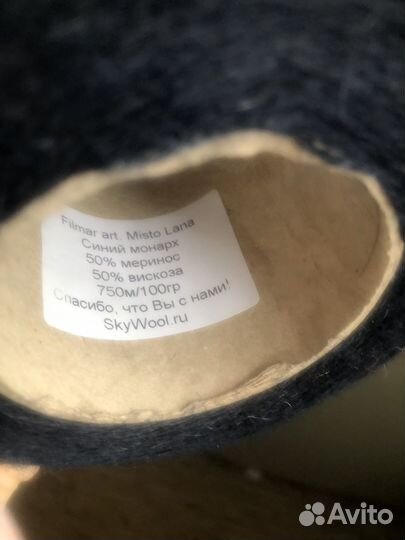 Filmar art. Misto Lana
Синий монарх
50% меринос
50% вискоза
750м/100гр
Спасибо, что Вы с нами!
SkyWool.ru
Avito